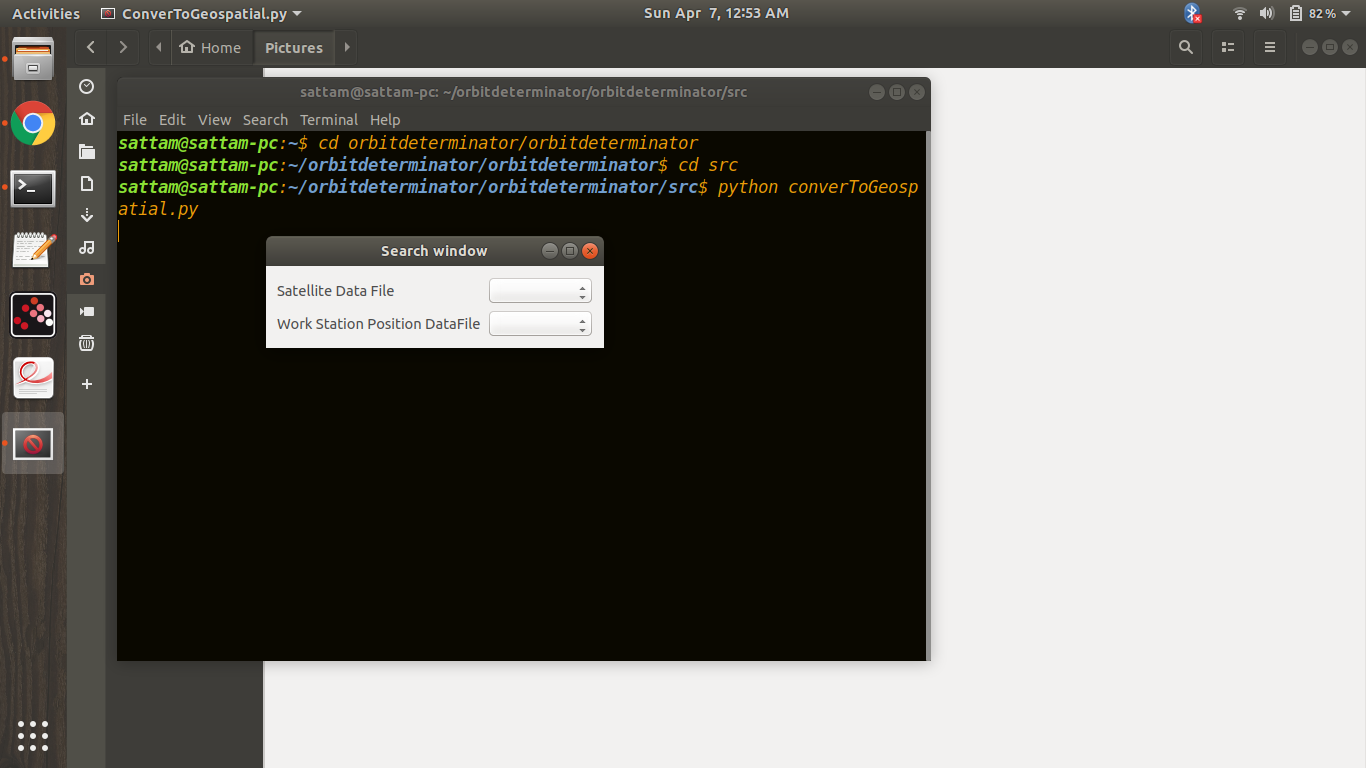 Activities ConverToGeospatial.py Sun Apr 7, 12:53 AM 82%
Home Pictures
sattam@sattam-pc: ~/orbitdeterminator/orbitdeterminator/src
File Edit View Search Terminal Help
sattam@sattam-pc:~$ cd orbitdeterminator/orbitdeterminator
sattam@sattam-pc:~/orbitdeterminator/orbitdeterminator$ cd src
sattam@sattam-pc:~/orbitdeterminator/orbitdeterminator/src$ python converToGeosp
atial.py
Search window
Satellite Data File
Work Station Position DataFile